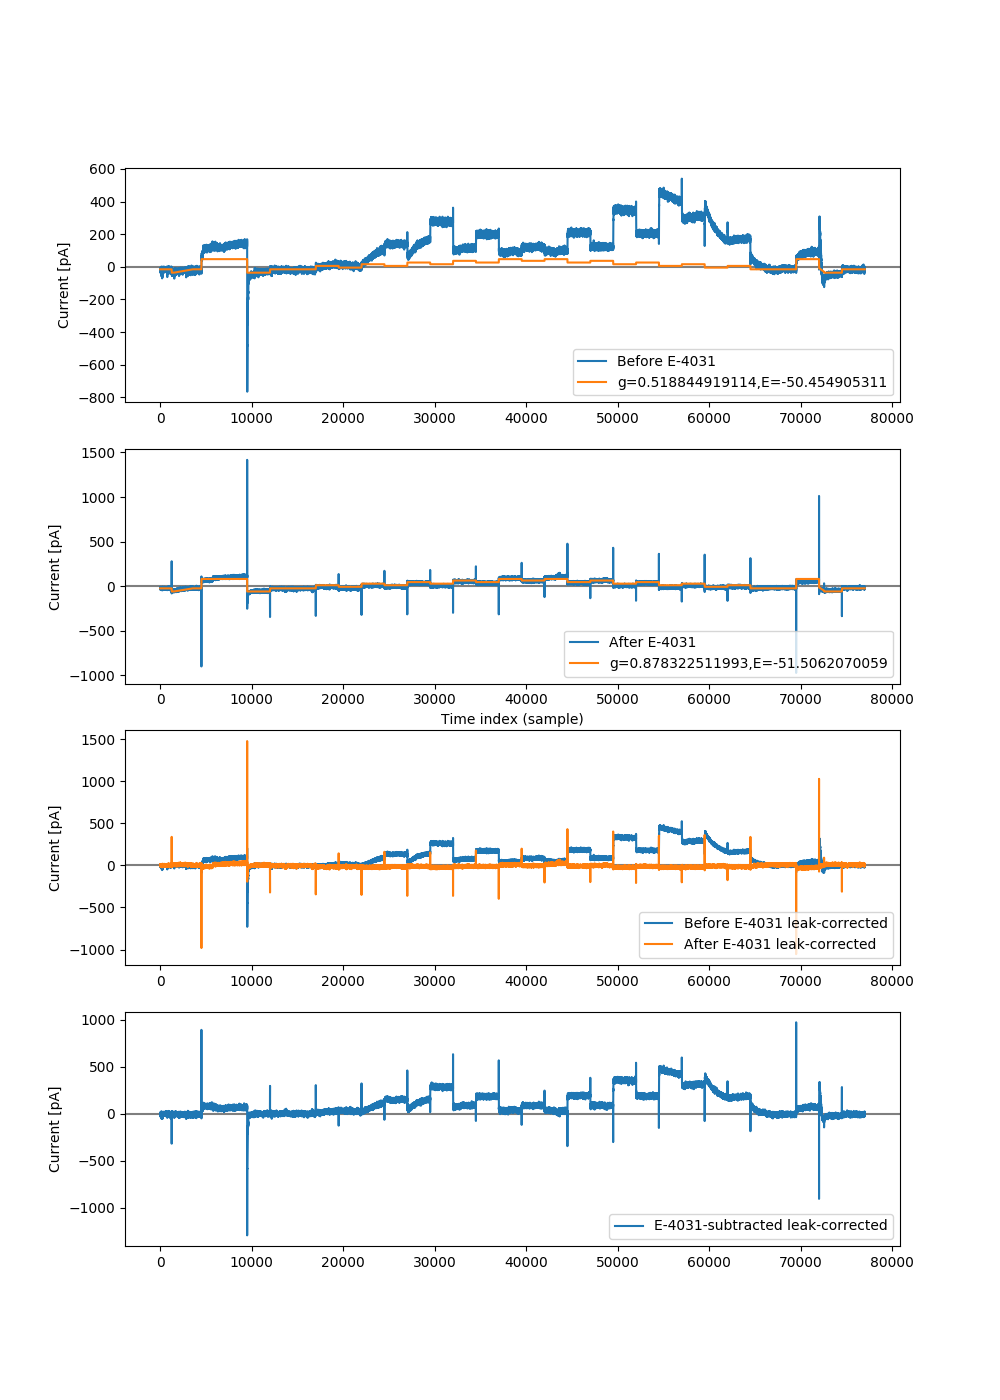 600
400
200
0
−200
−400
−600
−800
Current [pA]
Before E-4031
g=0.518844919114,E=-50.454905311
0 10000 20000 30000 40000 50000 60000 70000 80000
1500
1000
500
0
−500
−1000
Current [pA]
After E-4031
g=0.878322511993,E=-51.5062070059
0 10000 20000 30000 40000 50000 60000 70000 80000
Time index (sample)
1500
1000
500
0
−500
−1000
Current [pA]
Before E-4031 leak-corrected
After E-4031 leak-corrected
0 10000 20000 30000 40000 50000 60000 70000 80000
1000
500
0
−500
−1000
Current [pA]
E-4031-subtracted leak-corrected
0 10000 20000 30000 40000 50000 60000 70000 80000